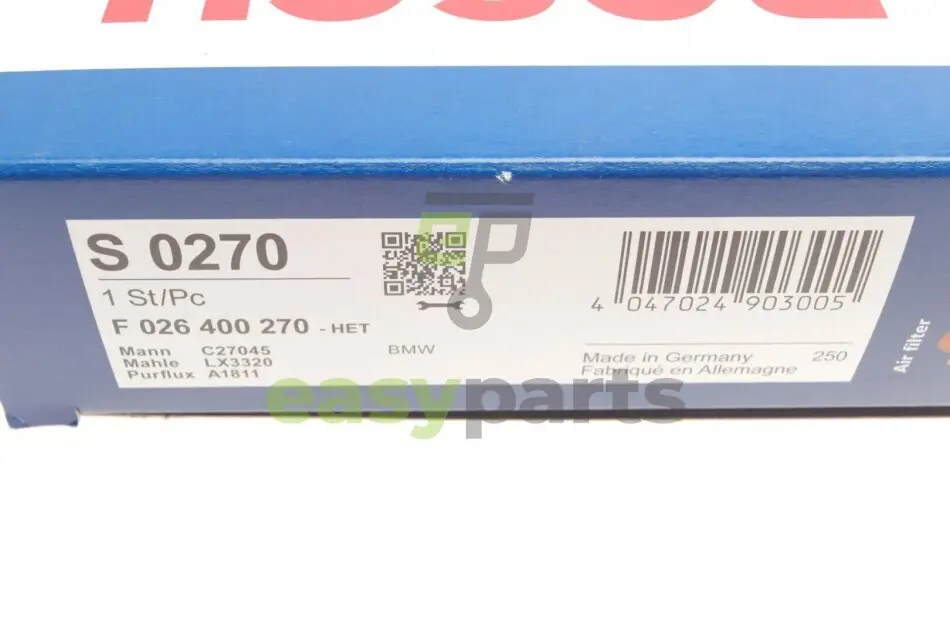 S 0270
1 St/Pc
F 026 400 270 - HET
Mann C27045
Mahle LX3320
Purflux A1811
BMW
4 047024 903005
Made in Germany 250
Fabriqué en Allemagne
Air filter
easyparts